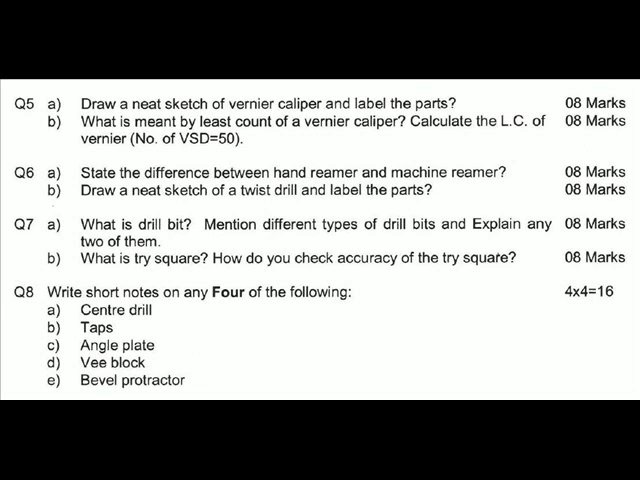 Q5 a) Draw a neat sketch of vernier caliper and label the parts? 08 Marks
b) What is meant by least count of a vernier caliper? Calculate the L.C. of 08 Marks
vernier (No. of VSD=50).
Q6 a) State the difference between hand reamer and machine reamer? 08 Marks
b) Draw a neat sketch of a twist drill and label the parts? 08 Marks
Q7 a) What is drill bit? Mention different types of drill bits and Explain any 08 Marks
two of them.
b) What is try square? How do you check accuracy of the try square? 08 Marks
Q8 Write short notes on any Four of the following: 4x4=16
a) Centre drill
b) Taps
c) Angle plate
d) Vee block
e) Bevel protractor